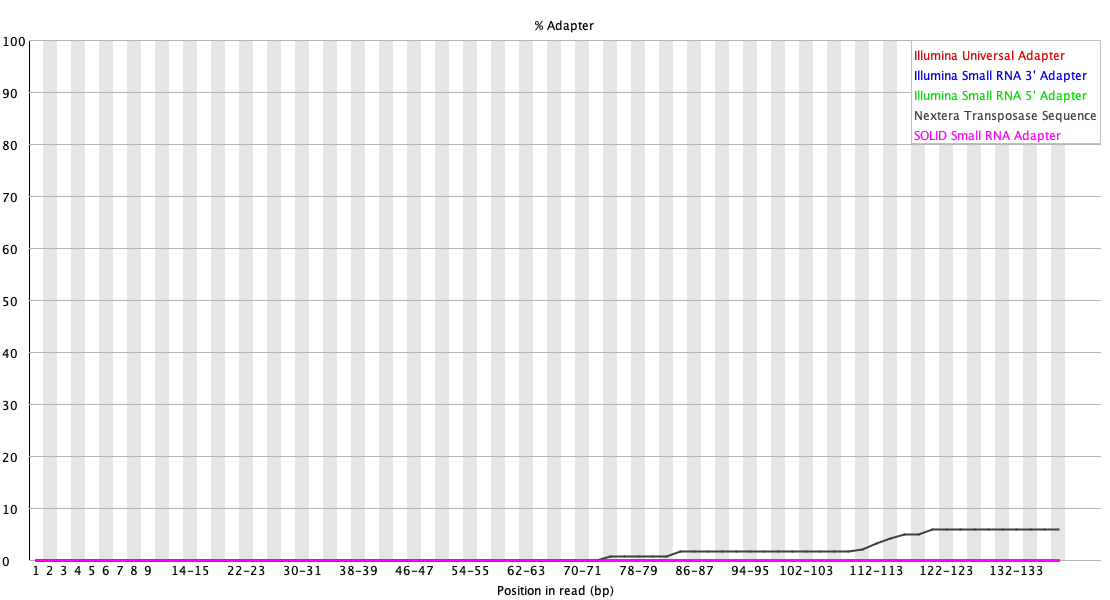 % Adapter
100
90
80
70
60
50
40
30
20
10
0
Illumina Universal Adapter
Illumina Small RNA 3' Adapter
Illumina Small RNA 5' Adapter
Nextera Transposase Sequence
SOLID Small RNA Adapter
1 2 3 4 5 6 7 8 9 14-15 22-23 30-31 38-39 46-47 54-55 62-63 70-71 78-79 86-87 94-95 102-103 112-113 122-123 132-133
Position in read (bp)